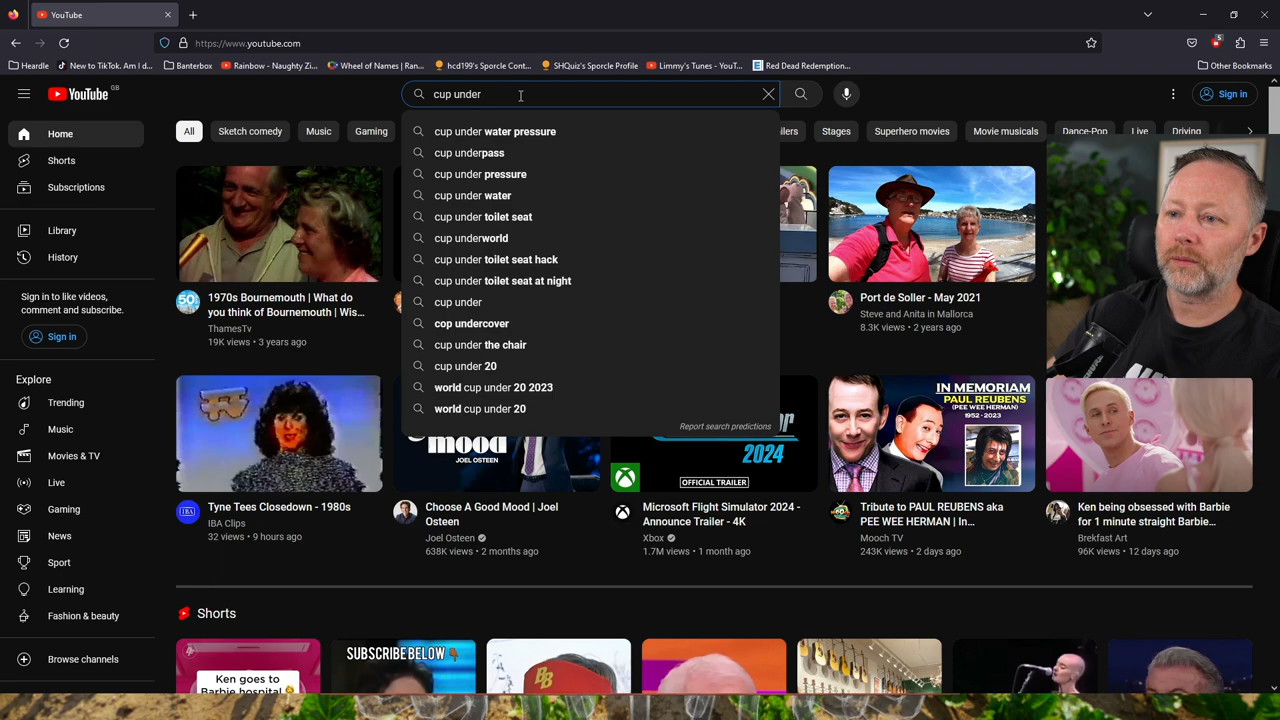 YouTube
https://www.youtube.com
5
Heardle
New to TikTok. Am I d...
Banterbox
Rainbow - Naughty Zi...
Wheel of Names | Ran...
hcd199's Sporcle Cont...
SHQuiz's Sporcle Profile
Limmy's Tunes - YouT...
Red Dead Redemption...
Other Bookmarks
YouTube GB
cup under
Sign in
Home
Shorts
Subscriptions
Library
History
Sign in to like videos,
comment and subscribe.
Sign in
Explore
Trending
Music
Movies & TV
Live
Gaming
News
Sport
Learning
Fashion & beauty
Browse channels
All
Sketch comedy
Music
Gaming
ilers
Stages
Superhero movies
Movie musicals
Dance-Pop
Live
Driving
cup under water pressure
cup underpass
cup under pressure
cup under water
cup under toilet seat
cup underworld
cup under toilet seat hack
cup under toilet seat at night
cup under
cop undercover
cup under the chair
cup under 20
world cup under 20 2023
world cup under 20
Report search predictions
50
1970s Bournemouth | What do
you think of Bournemouth | Wis...
ThamesTv
19K views • 3 years ago
Port de Soller - May 2021
Steve and Anita in Mallorca
8.3K views • 2 years ago
IBA
Tyne Tees Closedown - 1980s
IBA Clips
32 views • 9 hours ago
mood
JOEL OSTEEN
Choose A Good Mood | Joel
Osteen
Joel Osteen
638K views • 2 months ago
2024
OFFICIAL TRAILER
Microsoft Flight Simulator 2024 -
Announce Trailer - 4K
Xbox
1.7M views • 1 month ago
IN MEMORIAM
PAUL REUBENS
(PEE WEE HERMAN)
1952 - 2023
Tribute to PAUL REUBENS aka
PEE WEE HERMAN | In...
Mooch TV
243K views • 2 days ago
Ken being obsessed with Barbie
for 1 minute straight Barbie...
Brekfast Art
96K views • 12 days ago
Shorts
Ken goes to
Barbie hospital
SUBSCRIBE BELOW